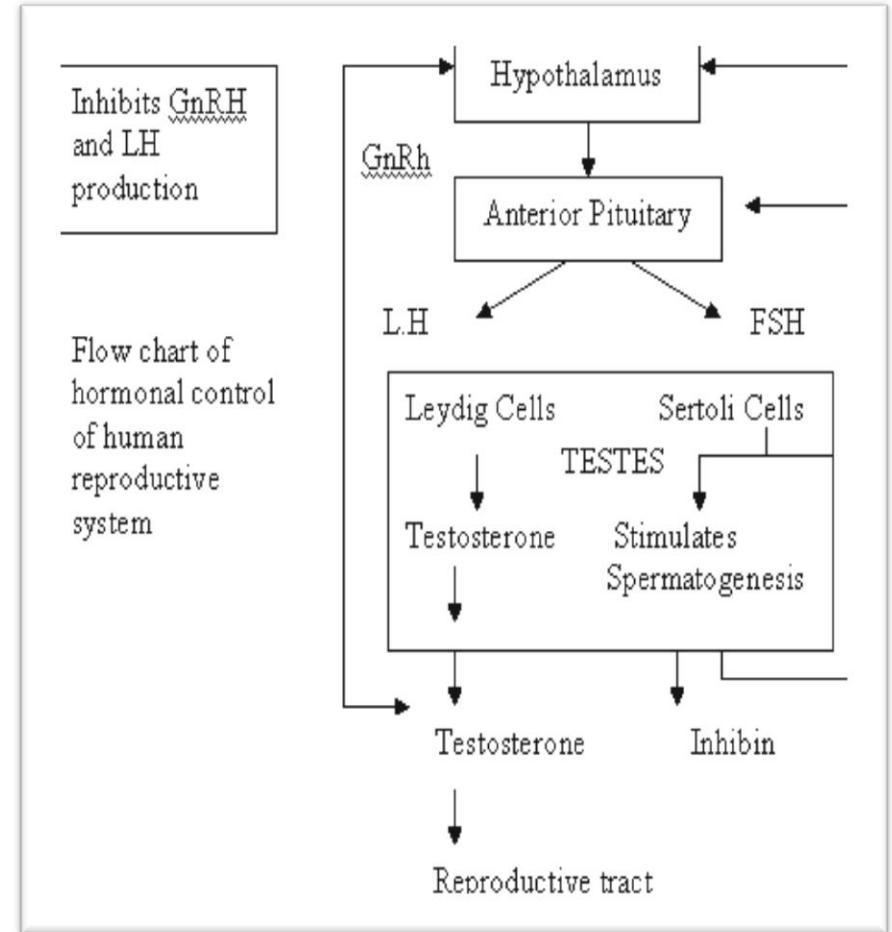 Inhibits GnRH
and LH
production
Flow chart of
hormonal control
of human
reproductive
system
Hypothalamus
GnRh
Anterior Pituitary
L.H
FSH
Leydig Cells
Sertoli Cells
TESTES
Testosterone
Stimulates
Spermatogenesis
Testosterone
Inhibin
Reproductive tract